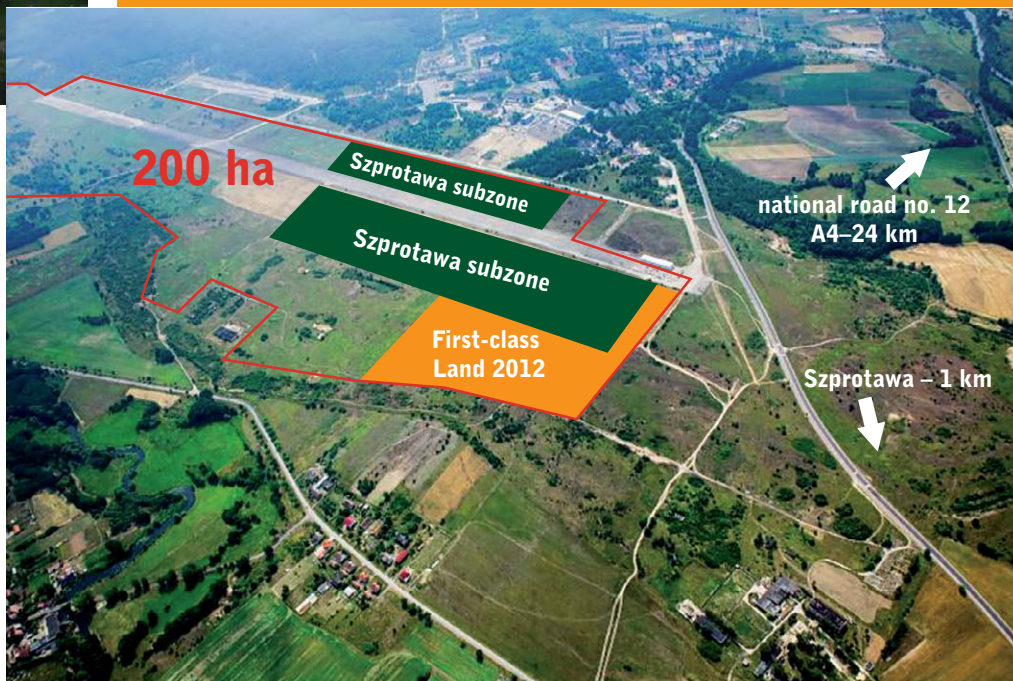 200 ha
Szprotawa subzone
Szprotawa subzone
First-class
Land 2012
national road no. 12
A4–24 km
Szprotawa – 1 km